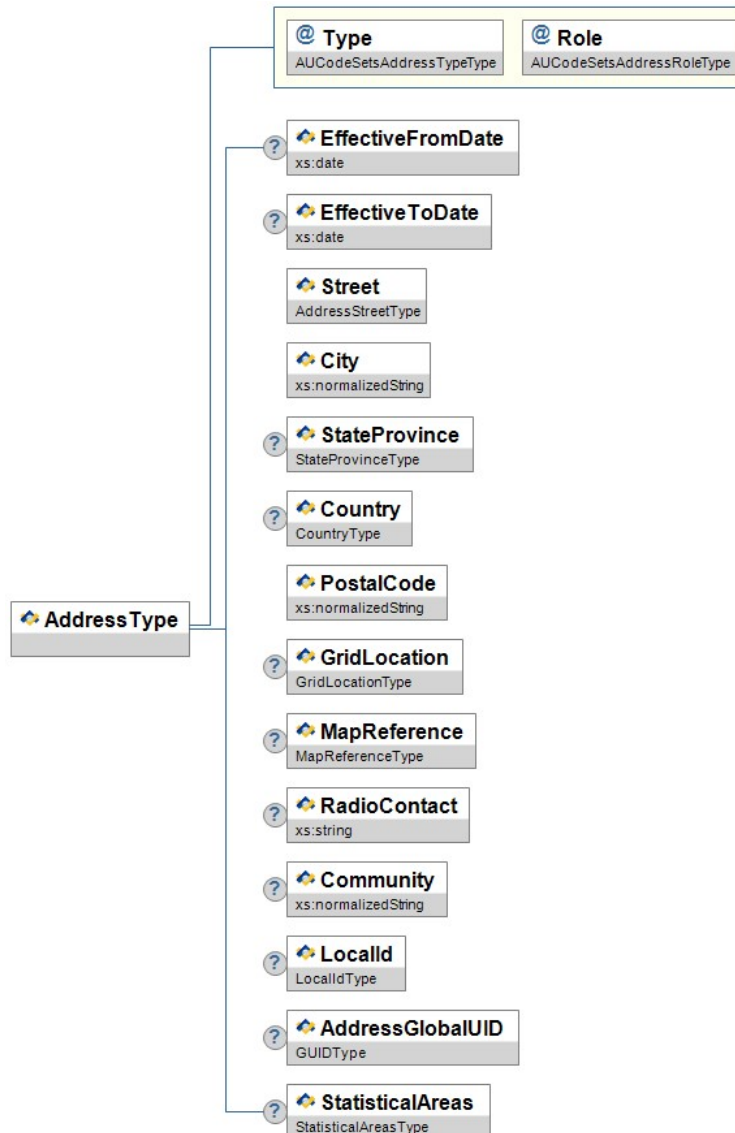 @ Type
AUCodeSetsAddressTypeType
@ Role
AUCodeSetsAddressRoleType
? EffectiveFromDate
xs:date
? EffectiveToDate
xs:date
Street
AddressStreetType
City
xs:normalizedString
? StateProvince
StateProvinceType
? Country
CountryType
PostalCode
xs:normalizedString
AddressType
? GridLocation
GridLocationType
? MapReference
MapReferenceType
? RadioContact
xs:string
? Community
xs:normalizedString
? LocalId
LocalIdType
? AddressGlobalUID
GUIDType
? StatisticalAreas
StatisticalAreasType